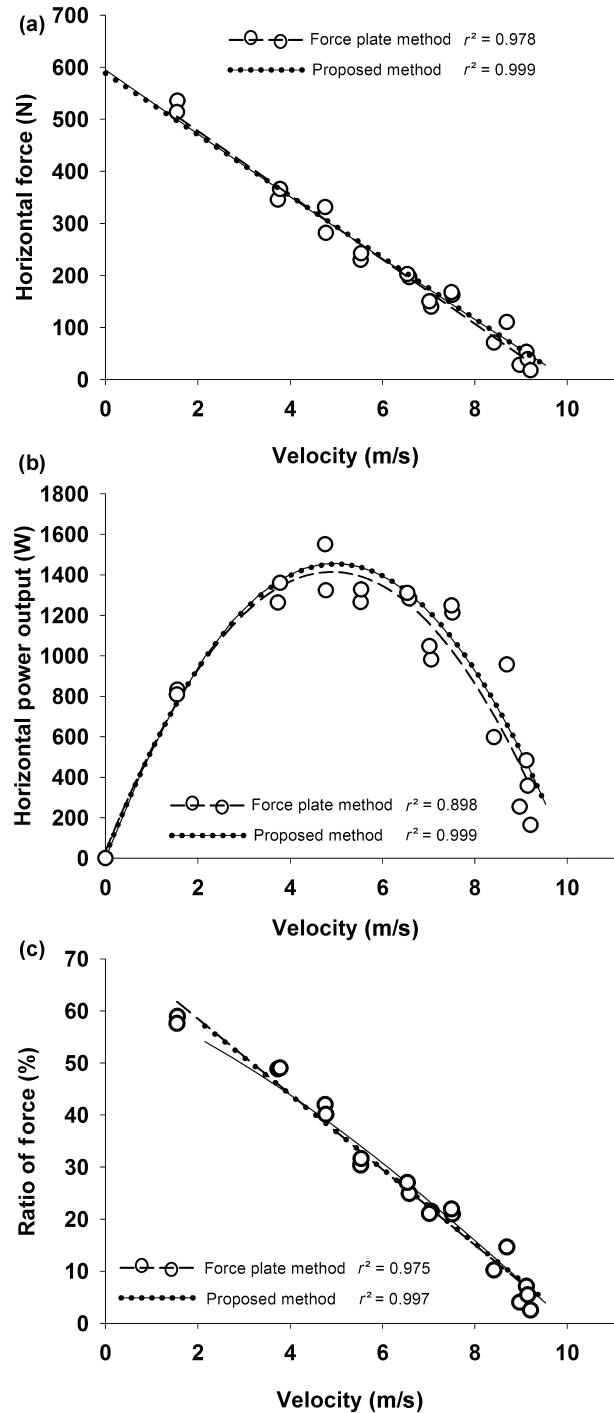 (a)
Force plate method r² = 0.978
Proposed method r² = 0.999
Horizontal force (N)
700
600
500
400
300
200
100
0
0 2 4 6 8 10
Velocity (m/s)
(b)
Horizontal power output (W)
1800
1600
1400
1200
1000
800
600
400
200
0
Force plate method r² = 0.898
Proposed method r² = 0.999
0 2 4 6 8 10
Velocity (m/s)
(c)
Ratio of force (%)
70
60
50
40
30
20
10
0
Force plate method r² = 0.975
Proposed method r² = 0.997
0 2 4 6 8 10
Velocity (m/s)